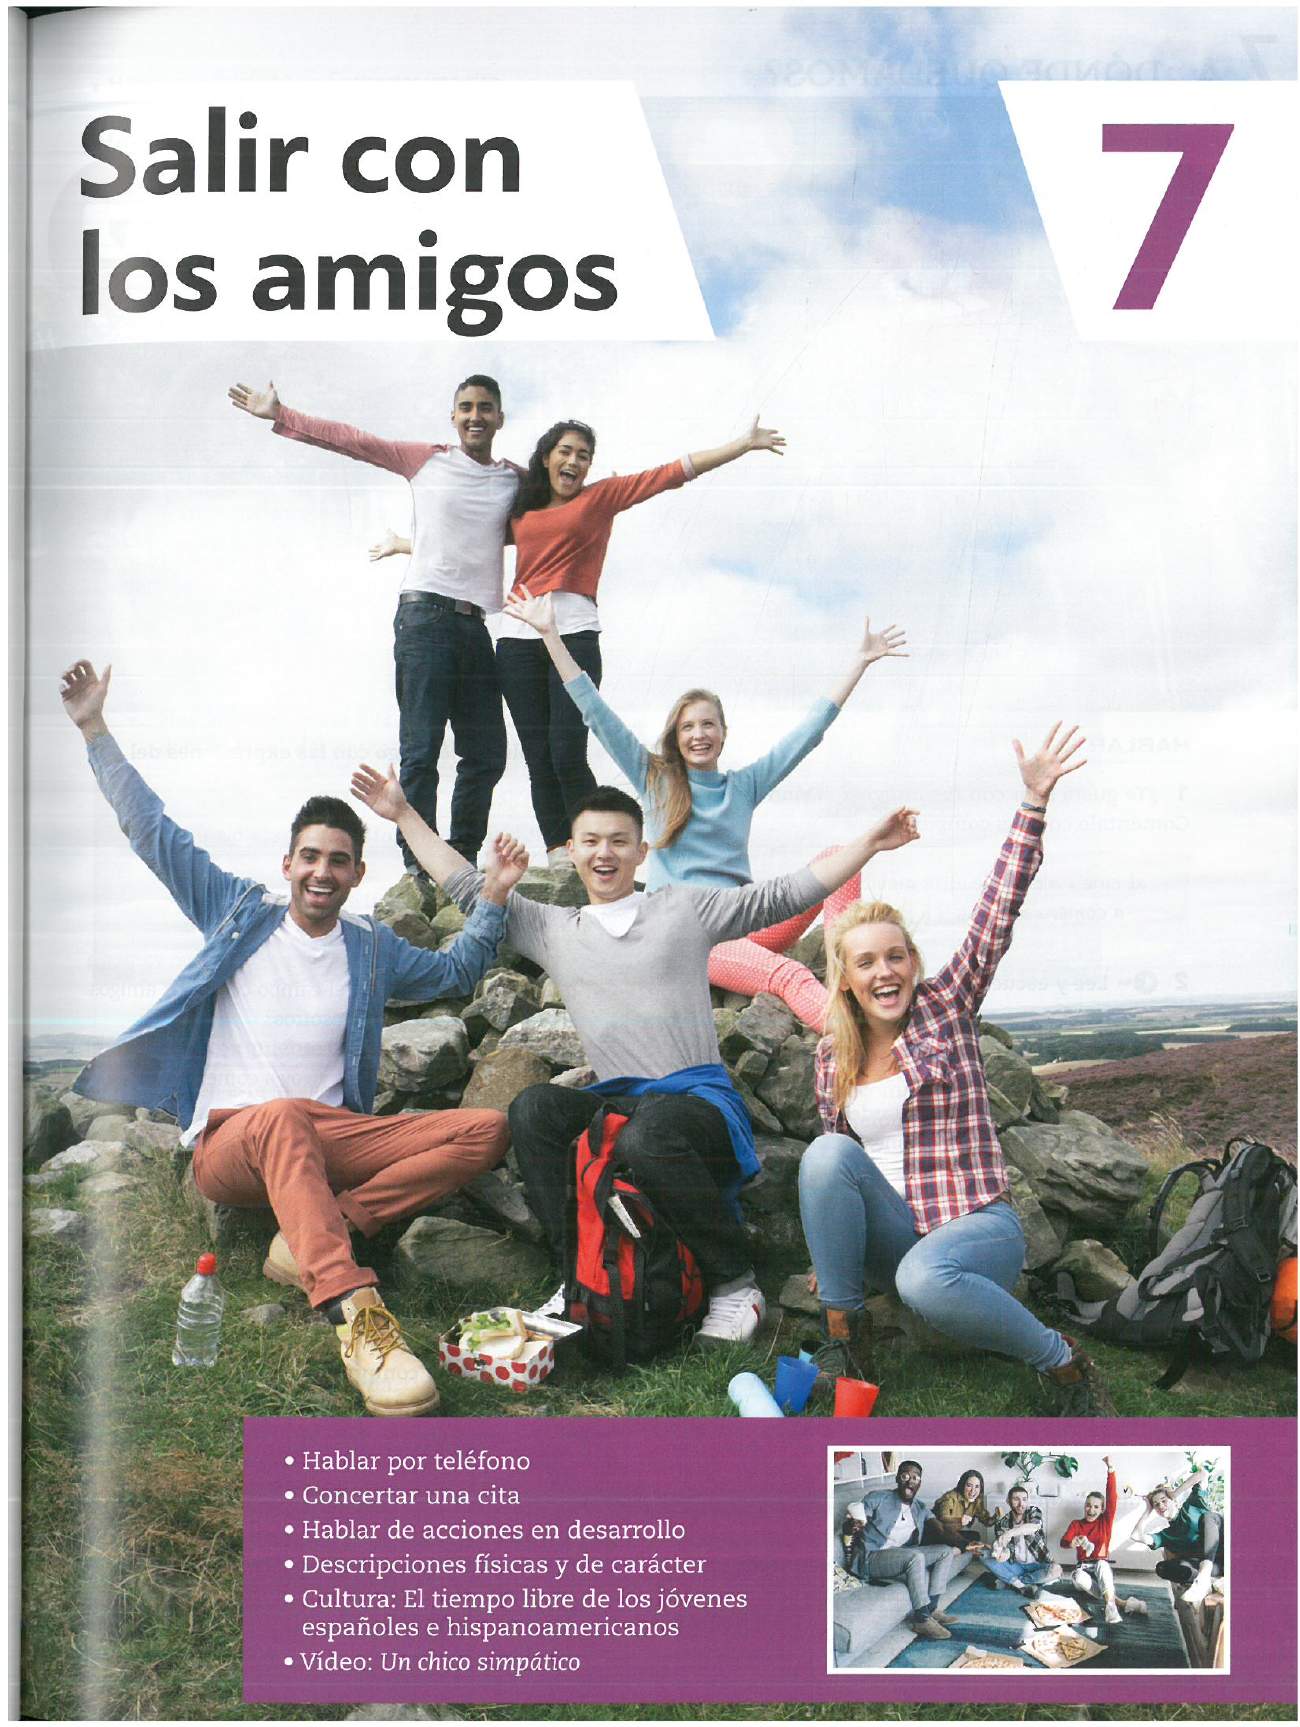 Salir con
los amigos
7
• Hablar por teléfono
• Concertar una cita
• Hablar de acciones en desarrollo
• Descripciones físicas y de carácter
• Cultura: El tiempo libre de los jóvenes
españoles e hispanoamericanos
• Vídeo: Un chico simpático